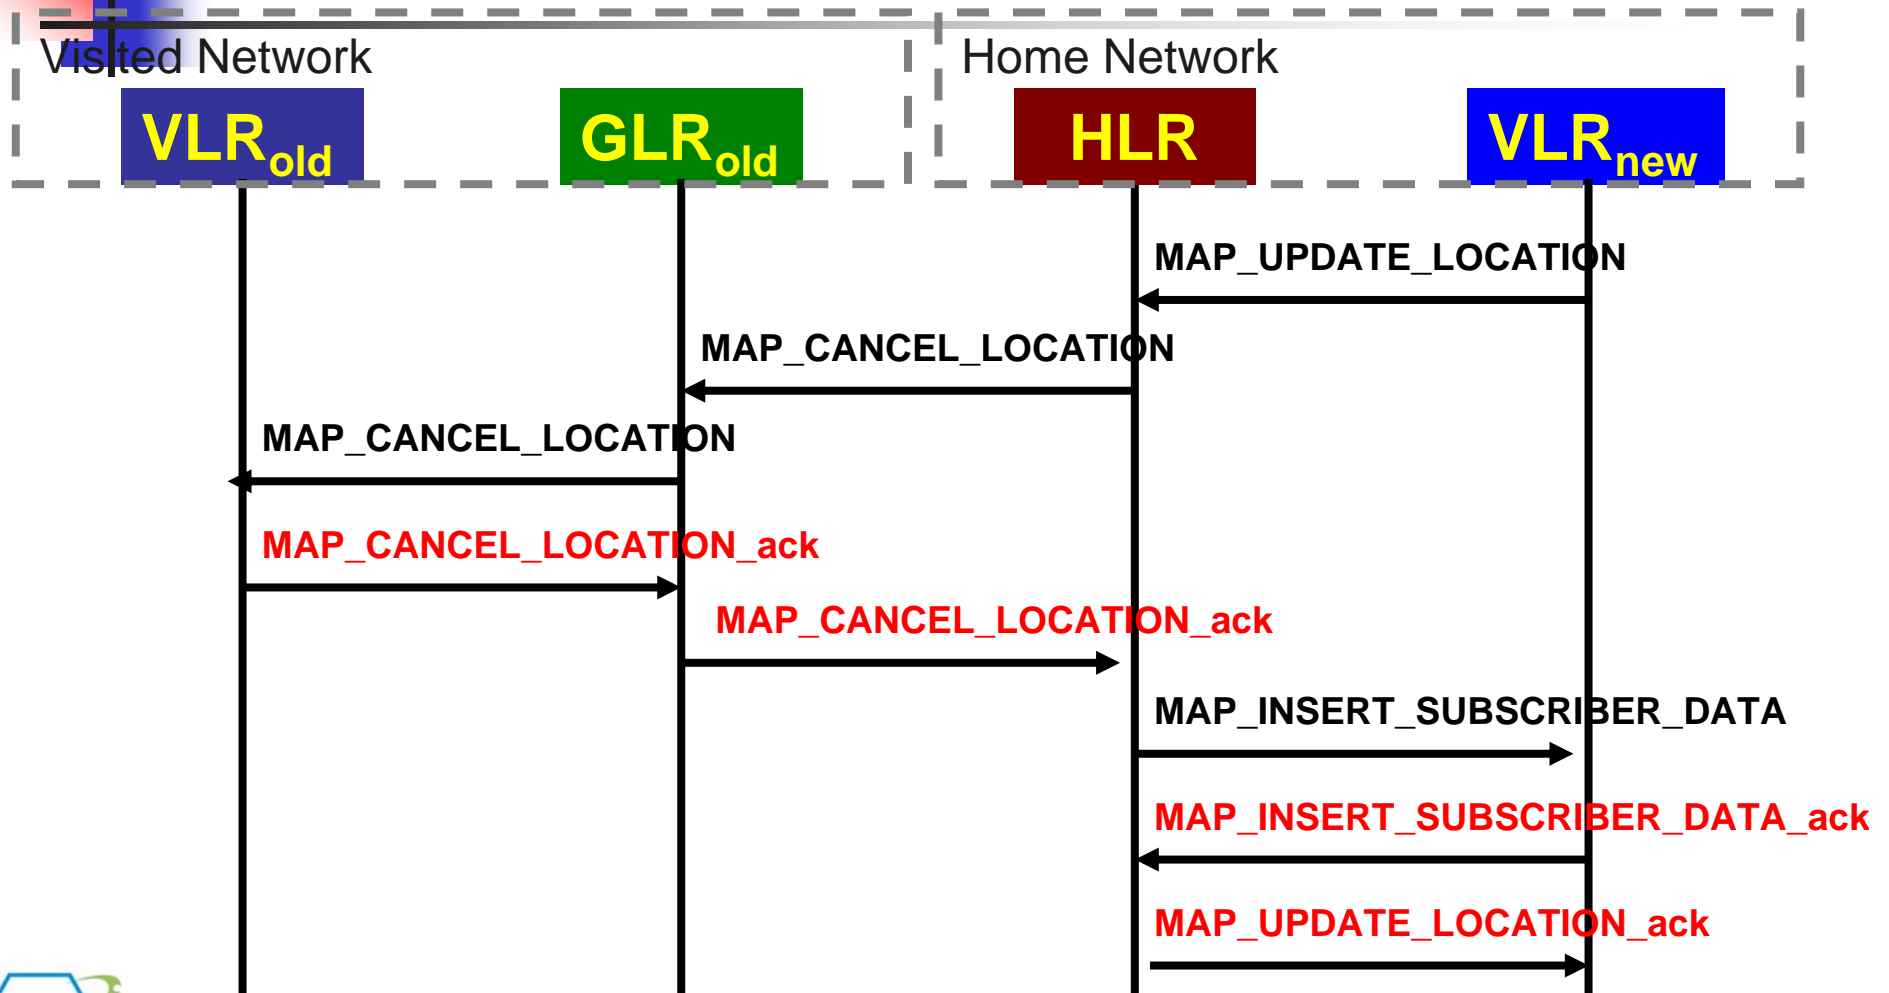 Visited Network
Home Network
VLRold
GLRold
HLR
VLRnew
MAP_UPDATE_LOCATION
MAP_CANCEL_LOCATION
MAP_CANCEL_LOCATION
MAP_CANCEL_LOCATION_ack
MAP_CANCEL_LOCATION_ack
MAP_INSERT_SUBSCRIBER_DATA
MAP_INSERT_SUBSCRIBER_DATA_ack
MAP_UPDATE_LOCATION_ack